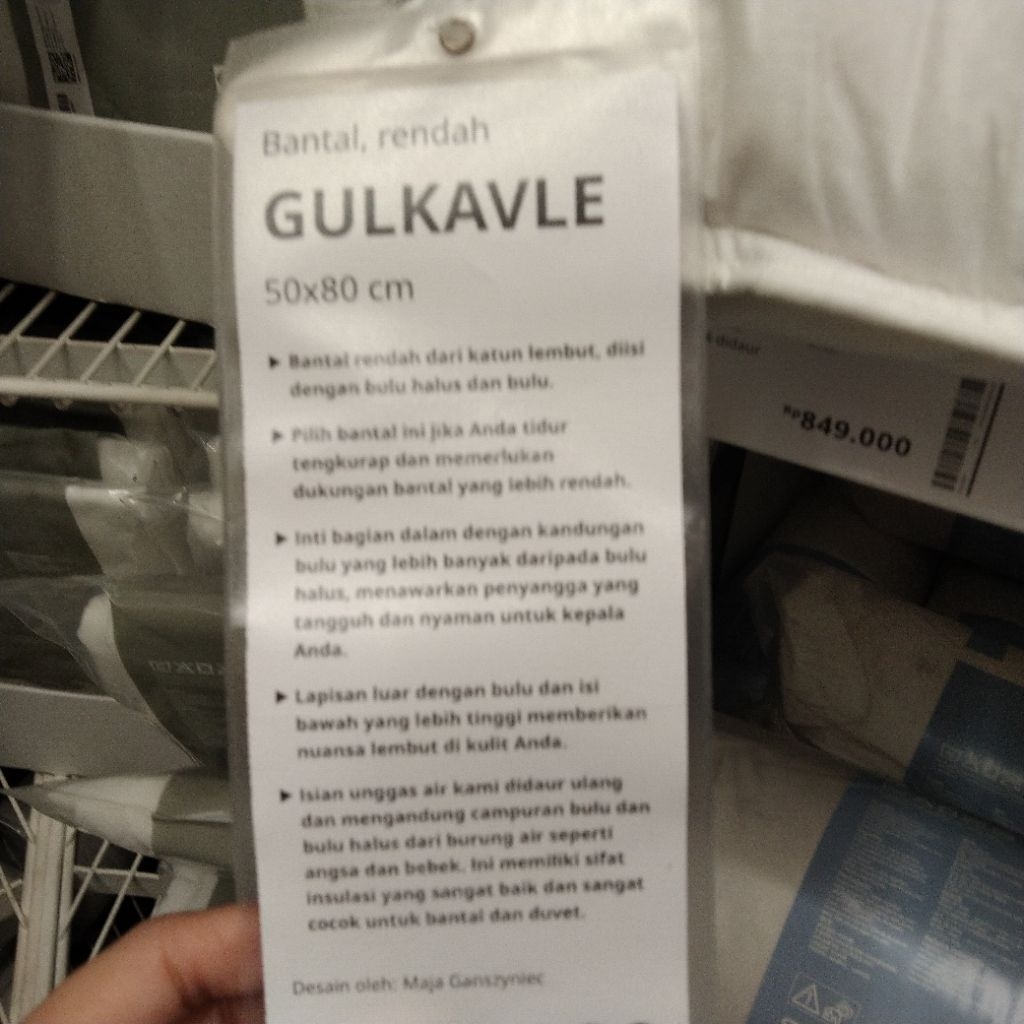 Bantal, rendah
GULKAVLE
50x80 cm
▶ Bantal rendah dari katun lembut, diisi
dengan bulu halus dan bulu.
▶ Pilih bantal ini jika Anda tidur
tengkurap dan memerlukan
dukungan bantal yang lebih rendah.
▶ Inti bagian dalam dengan kandungan
bulu yang lebih banyak daripada bulu
halus, menawarkan penyangga yang
tangguh dan nyaman untuk kepala
Anda.
▶ Lapisan luar dengan bulu dan isi
bawah yang lebih tinggi memberikan
nuansa lembut di kulit Anda.
▶ Isian unggas air kami didaur ulang
dan mengandung campuran bulu dan
bulu halus dari burung air seperti
angsa dan bebek. Ini memiliki sifat
insulasi yang sangat baik dan sangat
cocok untuk bantal dan duvet.
Desain oleh: Maja Ganszyniec
didaur
Rp849.000